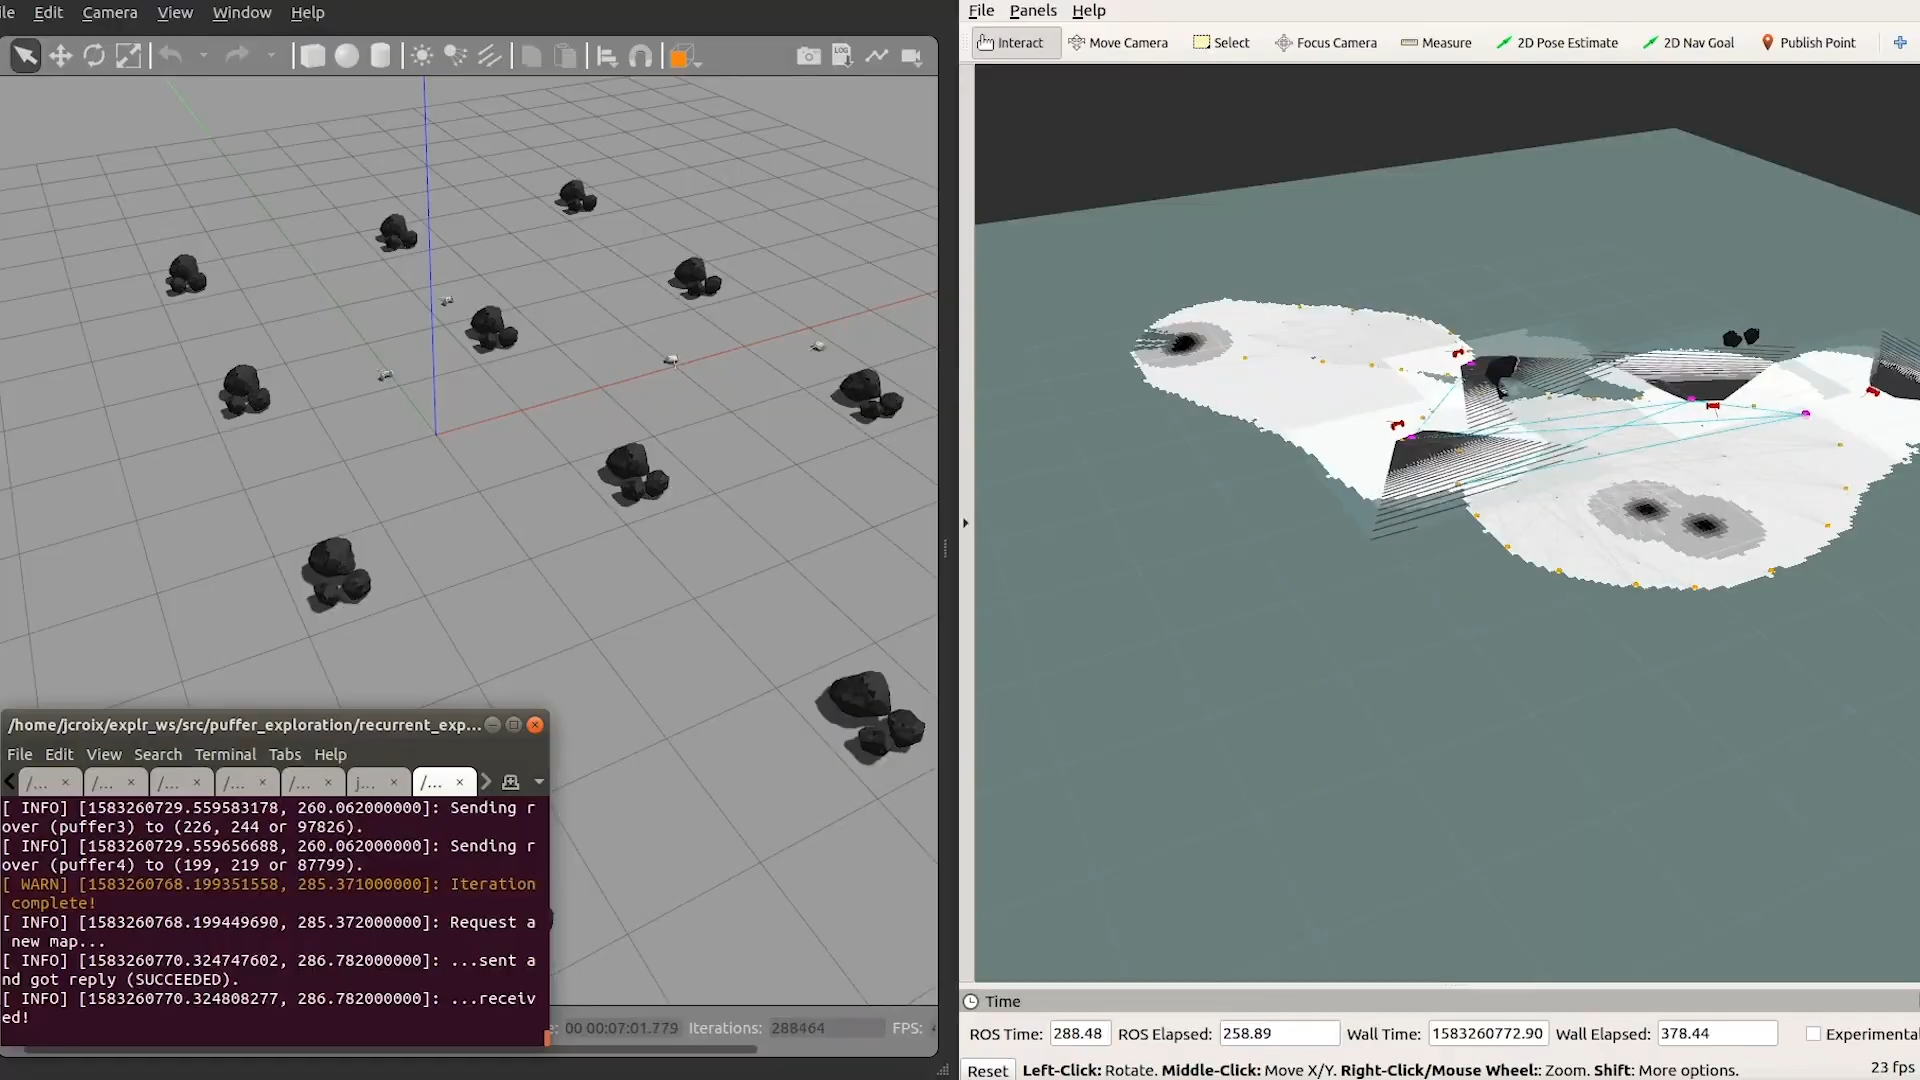 le Edit Camera View Window Help
LOG
/home/jcroix/explr_ws/src/puffer_exploration/recurrent_exp...
File Edit View Search Terminal Tabs Help
/... /... /... /... /... j... /...
[ INFO] [1583260729.559583178, 260.062000000]: Sending r
over (puffer3) to (226, 244 or 97826).
[ INFO] [1583260729.559656688, 260.062000000]: Sending r
over (puffer4) to (199, 219 or 87799).
[ WARN] [1583260768.199351558, 285.371000000]: Iteration
 complete!
[ INFO] [1583260768.199449690, 285.372000000]: Request a
 new map...
[ INFO] [1583260770.324747602, 286.782000000]: ...sent a
nd got reply (SUCCEEDED).
[ INFO] [1583260770.324808277, 286.782000000]: ...receiv
ed!
e: 00 00:07:01.779 Iterations: 288464 FPS:
File Panels Help
Interact Move Camera Select Focus Camera Measure 2D Pose Estimate 2D Nav Goal Publish Point
Time
ROS Time: 288.48 ROS Elapsed: 258.89 Wall Time: 1583260772.90 Wall Elapsed: 378.44 Experimental
Reset Left-Click: Rotate. Middle-Click: Move X/Y. Right-Click/Mouse Wheel:: Zoom. Shift: More options. 23 fps